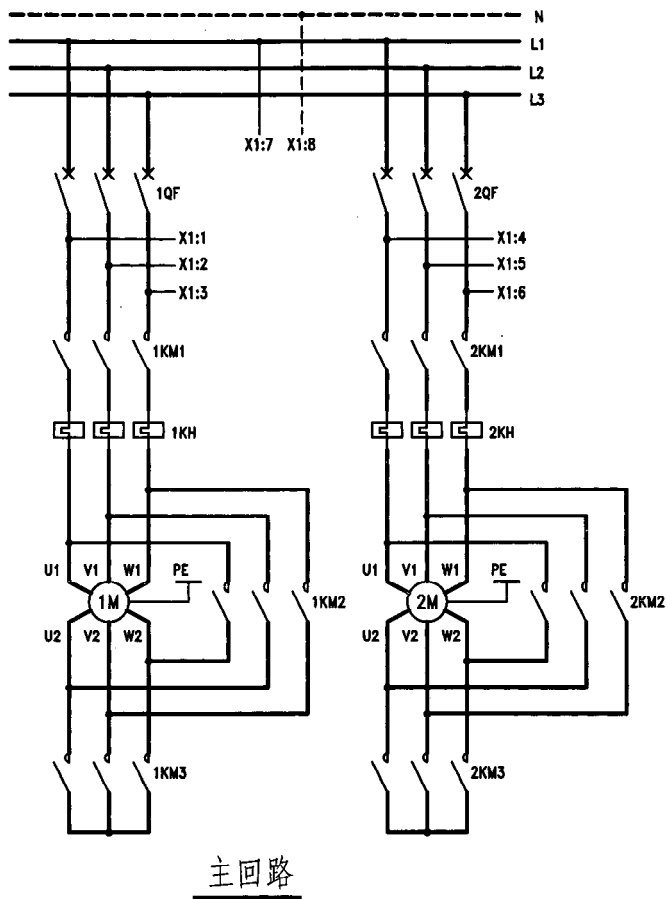 N
L1
L2
L3
X1:7 X1:8
1QF 2QF
X1:1 X1:4
X1:2 X1:5
X1:3 X1:6
1KM1 2KM1
1KH 2KH
U1 V1 W1 PE U1 V1 W1 PE
1M 1KM2 2M 2KM2
U2 V2 W2 U2 V2 W2
1KM3 2KM3
主回路